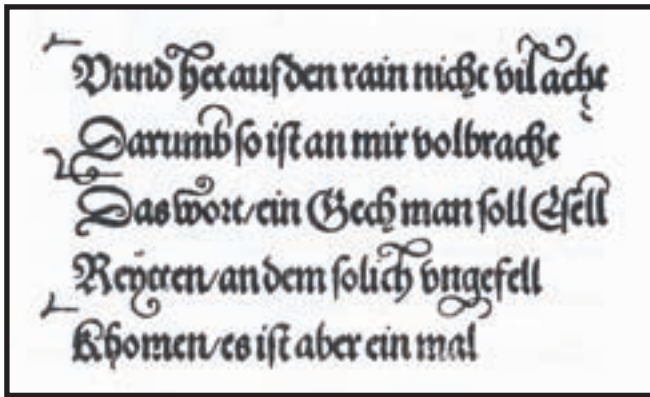 Vnnd het auf den rain nicht vil acht
Darumb so ist an mir volbracht
Das wort/ein Gech man soll Esell
Reytten/an dem solich vngefell
Khomen/es ist aber ein mal